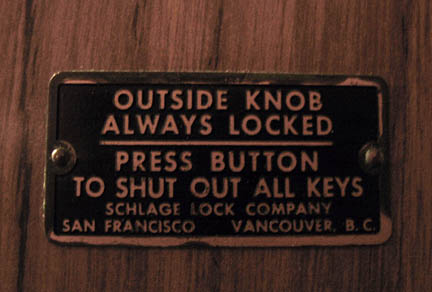 OUTSIDE KNOB
ALWAYS LOCKED
PRESS BUTTON
TO SHUT OUT ALL KEYS
SCHLAGE LOCK COMPANY
SAN FRANCISCO VANCOUVER, B. C.